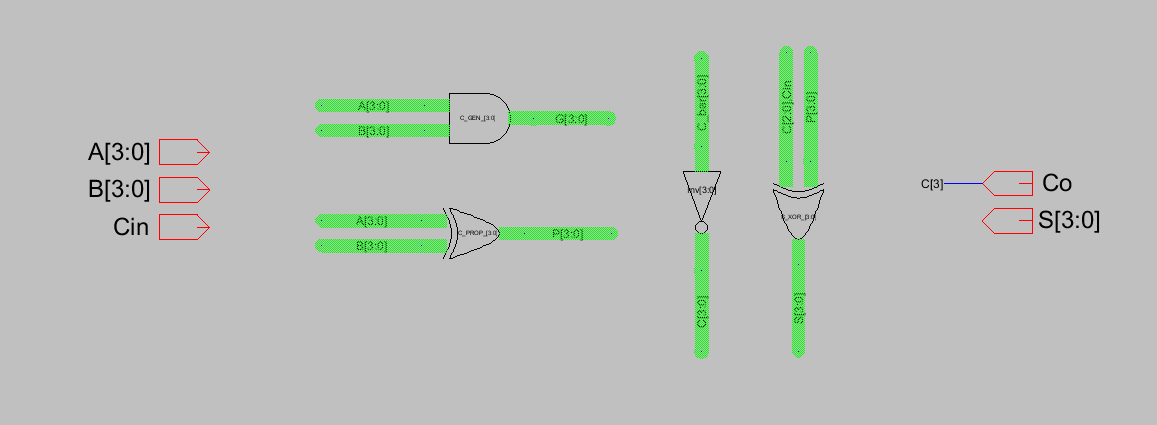 A[3:0]
B[3:0]
Cin
A[3:0]
B[3:0]
C_GEN_[3:0]
G[3:0]
A[3:0]
B[3:0]
C_PROP_[3:0]
P[3:0]
C_bar[3:0]
inv[3:0]
C[3:0]
C[2:0],Cin
P[3:0]
S_XOR_[3:0]
S[3:0]
C[3]
Co
S[3:0]